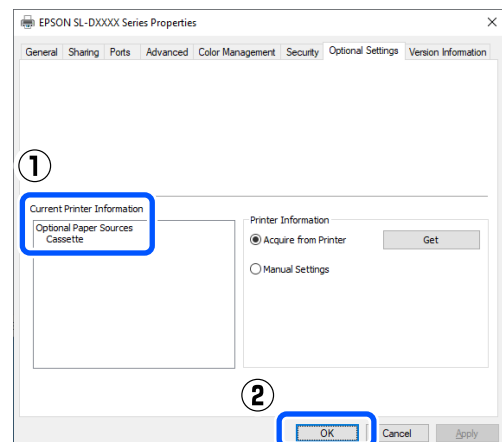 EPSON SL-DXXXX Series Properties
General Sharing Ports Advanced Color Management Security Optional Settings Version Information
1
Current Printer Information
Optional Paper Sources
Cassette
Printer Information
Acquire from Printer
Get
Manual Settings
2
OK Cancel Apply